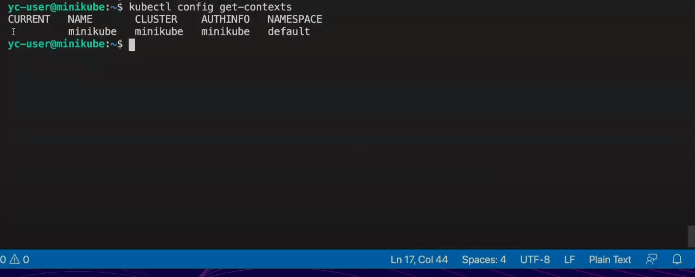 yc-user@minikube:~$ kubectl config get-contexts
CURRENT   NAME       CLUSTER    AUTHINFO   NAMESPACE
          minikube   minikube   minikube   default
yc-user@minikube:~$
0 0   Ln 17, Col 44   Spaces: 4   UTF-8   LF   Plain Text